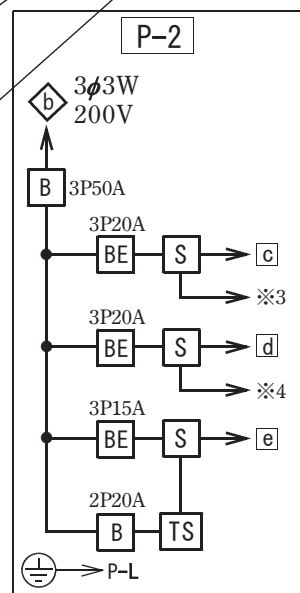 P-2
b 3φ3W
200V
B 3P50A
3P20A
BE S c
※3
3P20A
BE S d
※4
3P15A
BE S e
2P20A
B TS
P-L